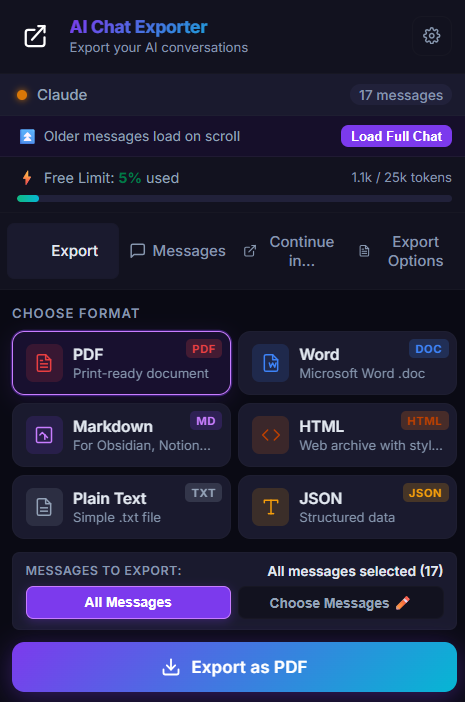 AI Chat Exporter
Export your AI conversations
Claude
17 messages
Older messages load on scroll
Load Full Chat
Free Limit: 5% used
1.1k / 25k tokens
Export
Messages
Continue
in...
Export
Options
CHOOSE FORMAT
PDF
PDF
Print-ready document
Word
DOC
Microsoft Word .doc
Markdown
MD
For Obsidian, Notion...
HTML
HTML
Web archive with styl...
Plain Text
TXT
Simple .txt file
JSON
JSON
Structured data
MESSAGES TO EXPORT:
All messages selected (17)
All Messages
Choose Messages
Export as PDF